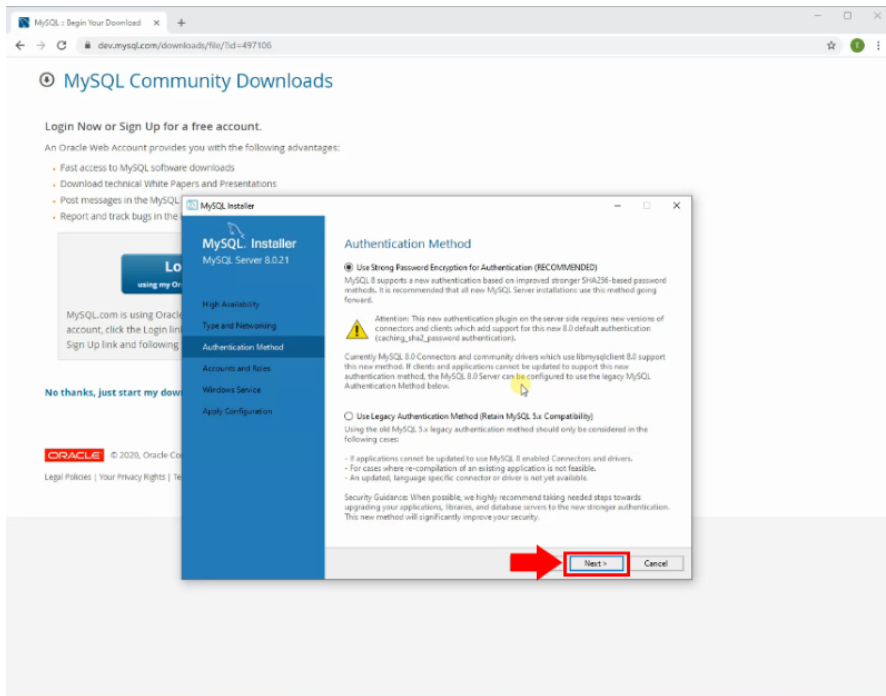 MySQL :: Begin Your Download
dev.mysql.com/downloads/file/?id=497106
MySQL Community Downloads
Login Now or Sign Up for a free account.
An Oracle Web Account provides you with the following advantages:
Fast access to MySQL software downloads
Download technical White Papers and Presentations
Post messages in the MySQL
Report and track bugs in the
Lo
using my Or
MySQL.com is using Oracle
account, click the Login lin
Sign Up link and following
No thanks, just start my dow
ORACLE © 2020, Oracle Co
Legal Policies | Your Privacy Rights | Te
MySQL Installer
MySQL. Installer
MySQL Server 8.0.21
High Availability
Type and Networking
Authentication Method
Accounts and Roles
Windows Service
Apply Configuration
Authentication Method
Use Strong Password Encryption for Authentication (RECOMMENDED)
MySQL 8 supports a new authentication based on improved stronger SHA256-based password
methods. It is recommended that all new MySQL Server installations use this method going
forward.
Attention: This new authentication plugin on the server side requires new versions of
connectors and clients which add support for this new 8.0 default authentication
(caching_sha2_password authentication).
Currently MySQL 8.0 Connectors and community drivers which use libmysqlclient 8.0 support
this new method. If clients and applications cannot be updated to support this new
authentication method, the MySQL 8.0 Server can be configured to use the legacy MySQL
Authentication Method below.
Use Legacy Authentication Method (Retain MySQL 5.x Compatibility)
Using the old MySQL 5.x legacy authentication method should only be considered in the
following cases:
- If applications cannot be updated to use MySQL 8 enabled Connectors and drivers.
- For cases where re-compilation of an existing application is not feasible.
- An updated, language specific connector or driver is not yet available.
Security Guidance: When possible, we highly recommend taking needed steps towards
upgrading your applications, libraries, and database servers to the new stronger authentication.
This new method will significantly improve your security.
Next >
Cancel